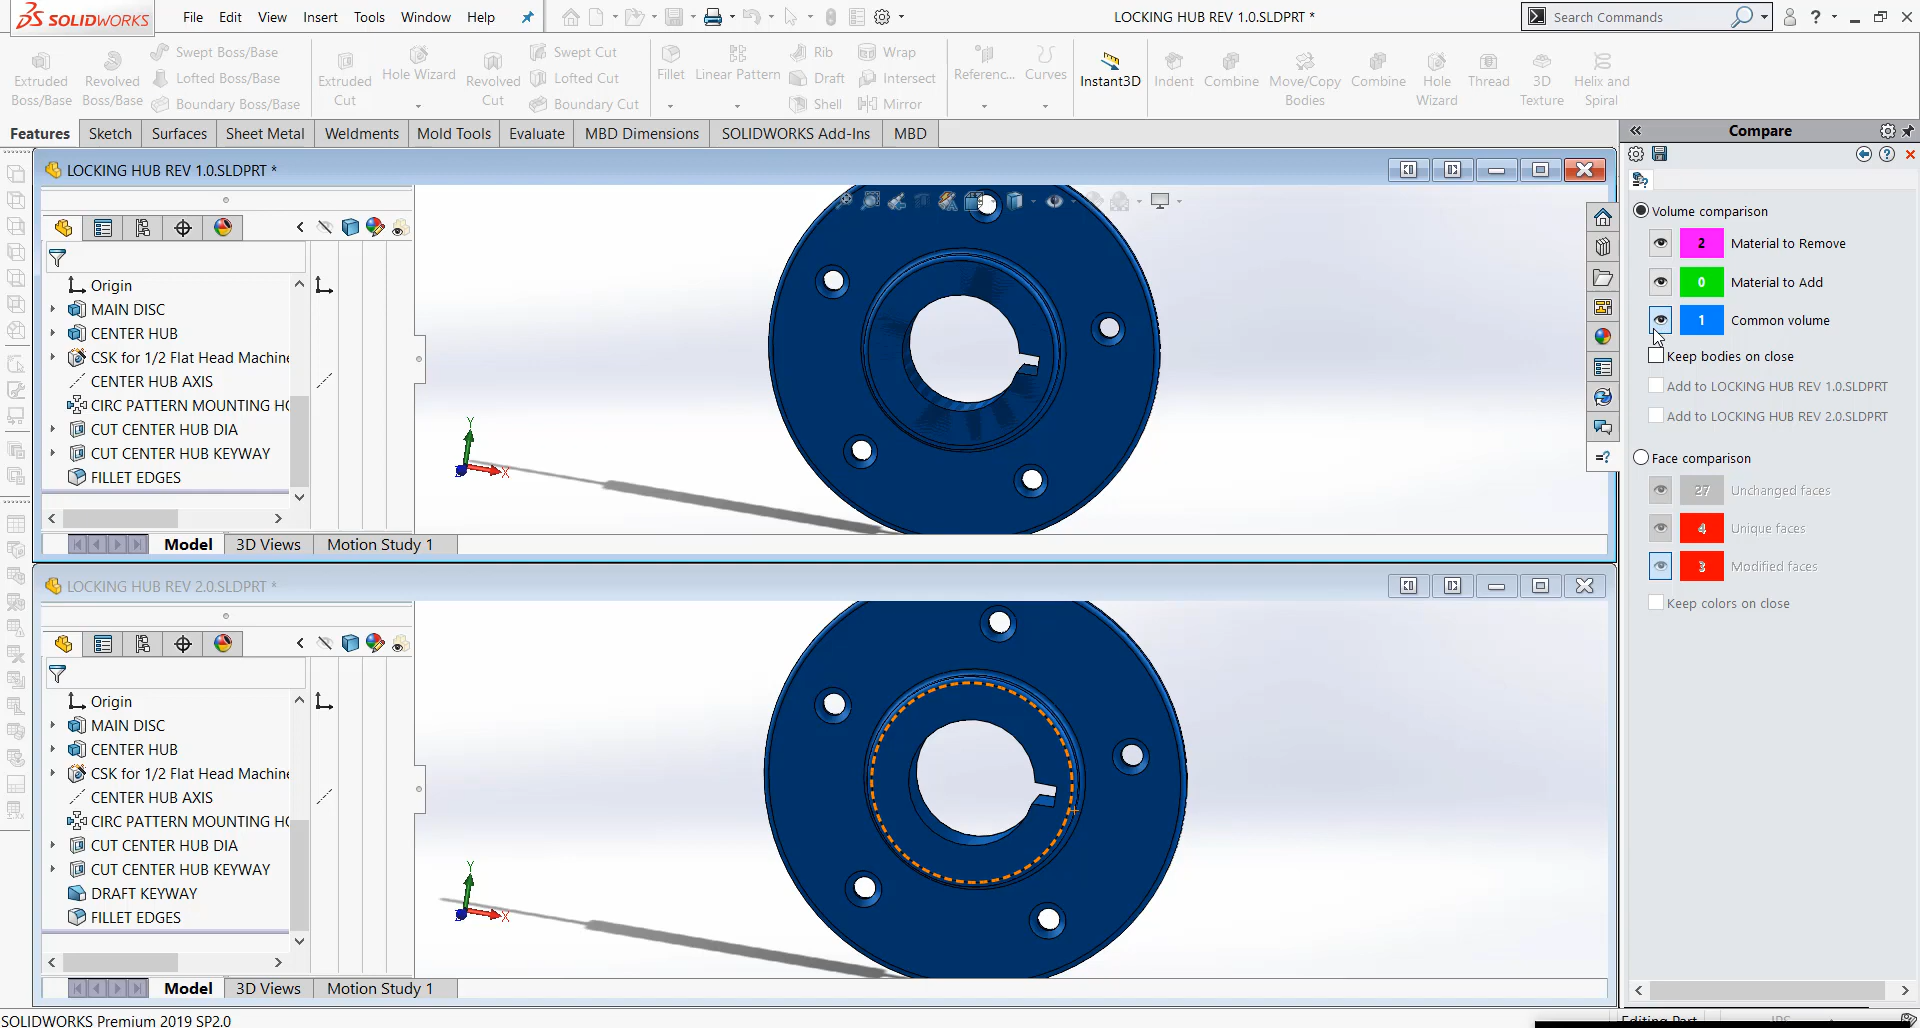 SOLIDWORKS File Edit View Insert Tools Window Help LOCKING HUB REV 1.0.SLDPRT * Search Commands
Extruded Boss/Base
Revolved Boss/Base
Swept Boss/Base
Lofted Boss/Base
Boundary Boss/Base
Extruded Cut
Hole Wizard
Revolved Cut
Swept Cut
Lofted Cut
Boundary Cut
Fillet
Linear Pattern
Rib
Draft
Shell
Wrap
Intersect
Mirror
Referenc...
Curves
Instant3D
Indent
Combine
Move/Copy Bodies
Combine
Hole Wizard
Thread
3D Texture
Helix and Spiral
Features Sketch Surfaces Sheet Metal Weldments Mold Tools Evaluate MBD Dimensions SOLIDWORKS Add-Ins MBD
LOCKING HUB REV 1.0.SLDPRT *
Origin
MAIN DISC
CENTER HUB
CSK for 1/2 Flat Head Machine
CENTER HUB AXIS
CIRC PATTERN MOUNTING HO
CUT CENTER HUB DIA
CUT CENTER HUB KEYWAY
FILLET EDGES
Y
X
Model 3D Views Motion Study 1
LOCKING HUB REV 2.0.SLDPRT *
Origin
MAIN DISC
CENTER HUB
CSK for 1/2 Flat Head Machine
CENTER HUB AXIS
CIRC PATTERN MOUNTING HO
CUT CENTER HUB DIA
CUT CENTER HUB KEYWAY
DRAFT KEYWAY
FILLET EDGES
Y
X
Model 3D Views Motion Study 1
Compare
Volume comparison
2 Material to Remove
0 Material to Add
1 Common volume
Keep bodies on close
Add to LOCKING HUB REV 1.0.SLDPRT
Add to LOCKING HUB REV 2.0.SLDPRT
Face comparison
27 Unchanged faces
4 Unique faces
3 Modified faces
Keep colors on close
SOLIDWORKS Premium 2019 SP2.0 Editing Part